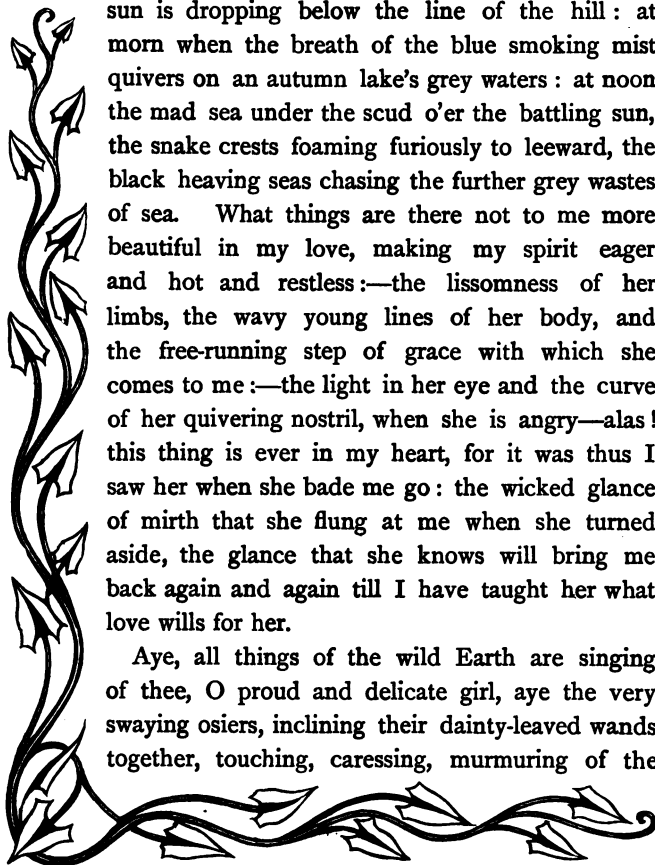 sun is dropping below the line of the hill : at
morn when the breath of the blue smoking mist
quivers on an autumn lake's grey waters : at noon
the mad sea under the scud o'er the battling sun,
the snake crests foaming furiously to leeward, the
black heaving seas chasing the further grey wastes
of sea. What things are there not to me more
beautiful in my love, making my spirit eager
and hot and restless :—the lissomness of her
limbs, the wavy young lines of her body, and
the free-running step of grace with which she
comes to me :—the light in her eye and the curve
of her quivering nostril, when she is angry—alas !
this thing is ever in my heart, for it was thus I
saw her when she bade me go : the wicked glance
of mirth that she flung at me when she turned
aside, the glance that she knows will bring me
back again and again till I have taught her what
love wills for her.
Aye, all things of the wild Earth are singing
of thee, O proud and delicate girl, aye the very
swaying osiers, inclining their dainty-leaved wands
together, touching, caressing, murmuring of the